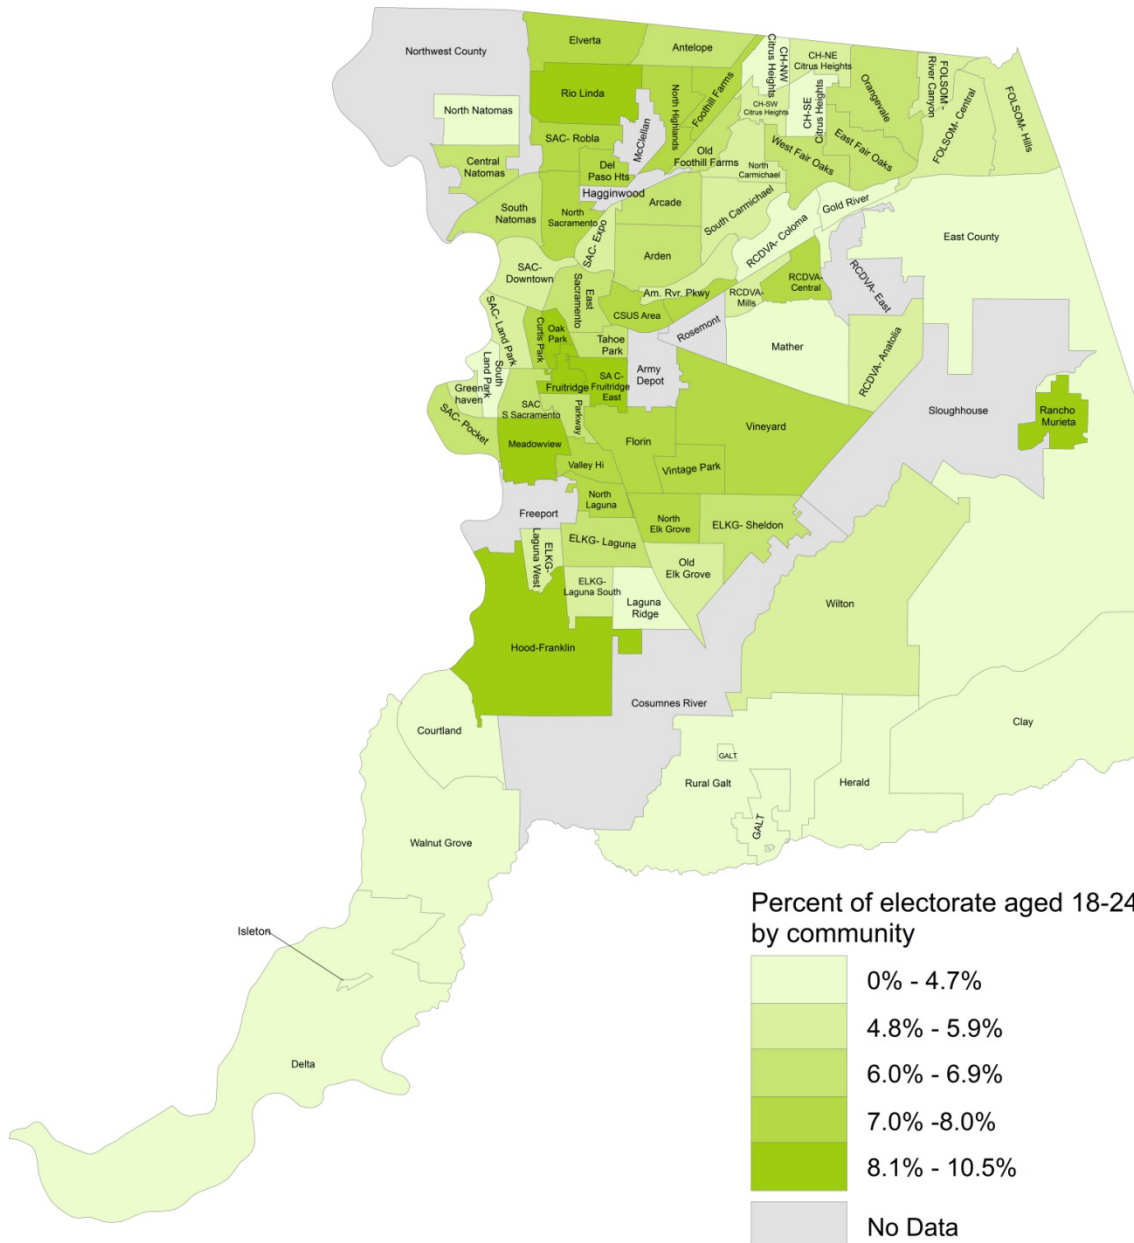 Northwest County
Elverta
Antelope
CH-NW
Citrus Heights
CH-NE
Citrus Heights
FOLSOM -
River Canyon
FOLSOM- Central
FOLSOM- Hills
Orangevale
Rio Linda
North Highlands
Foothill Farms
North Natomas
CH-SW
Citrus Heights
CH-SE
Citrus Heights
McClellan
SAC- Robla
Old
Foothill Farms
West Fair Oaks
East Fair Oaks
Central
Natomas
Del
Paso Hts
North
Carmichael
Hagginwood
Arcade
South Carmichael
Gold River
South
Natomas
North
Sacramento
SAC- Expo
RCDVA- Coloma
East County
Arden
SAC-
Downtown
East
Sacramento
Am. Rvr. Pkwy
RCDVA-
Mills
RCDVA-
Central
RCDVA- East
SAC- Land Park
CSUS Area
Rosemont
Curtis Park
Oak
Park
Tahoe
Park
Mather
RCDVA- Anatolia
South
Land Park
Army
Depot
SA C-
Fruitridge
East
Fruitridge
Green
haven
SAC- Pocket
SAC
S Sacramento
Parkway
Sloughhouse
Rancho
Murieta
Meadowview
Florin
Vineyard
Valley Hi
Vintage Park
North
Laguna
Freeport
North
Elk Grove
ELKG- Sheldon
ELKG-
Laguna West
ELKG- Laguna
Old
Elk Grove
ELKG-
Laguna South
Laguna
Ridge
Wilton
Hood-Franklin
Cosumnes River
Courtland
Clay
GALT
Rural Galt
Herald
GALT
Walnut Grove
Isleton
Delta
Percent of electorate aged 18-24
by community
0% - 4.7%
4.8% - 5.9%
6.0% - 6.9%
7.0% -8.0%
8.1% - 10.5%
No Data